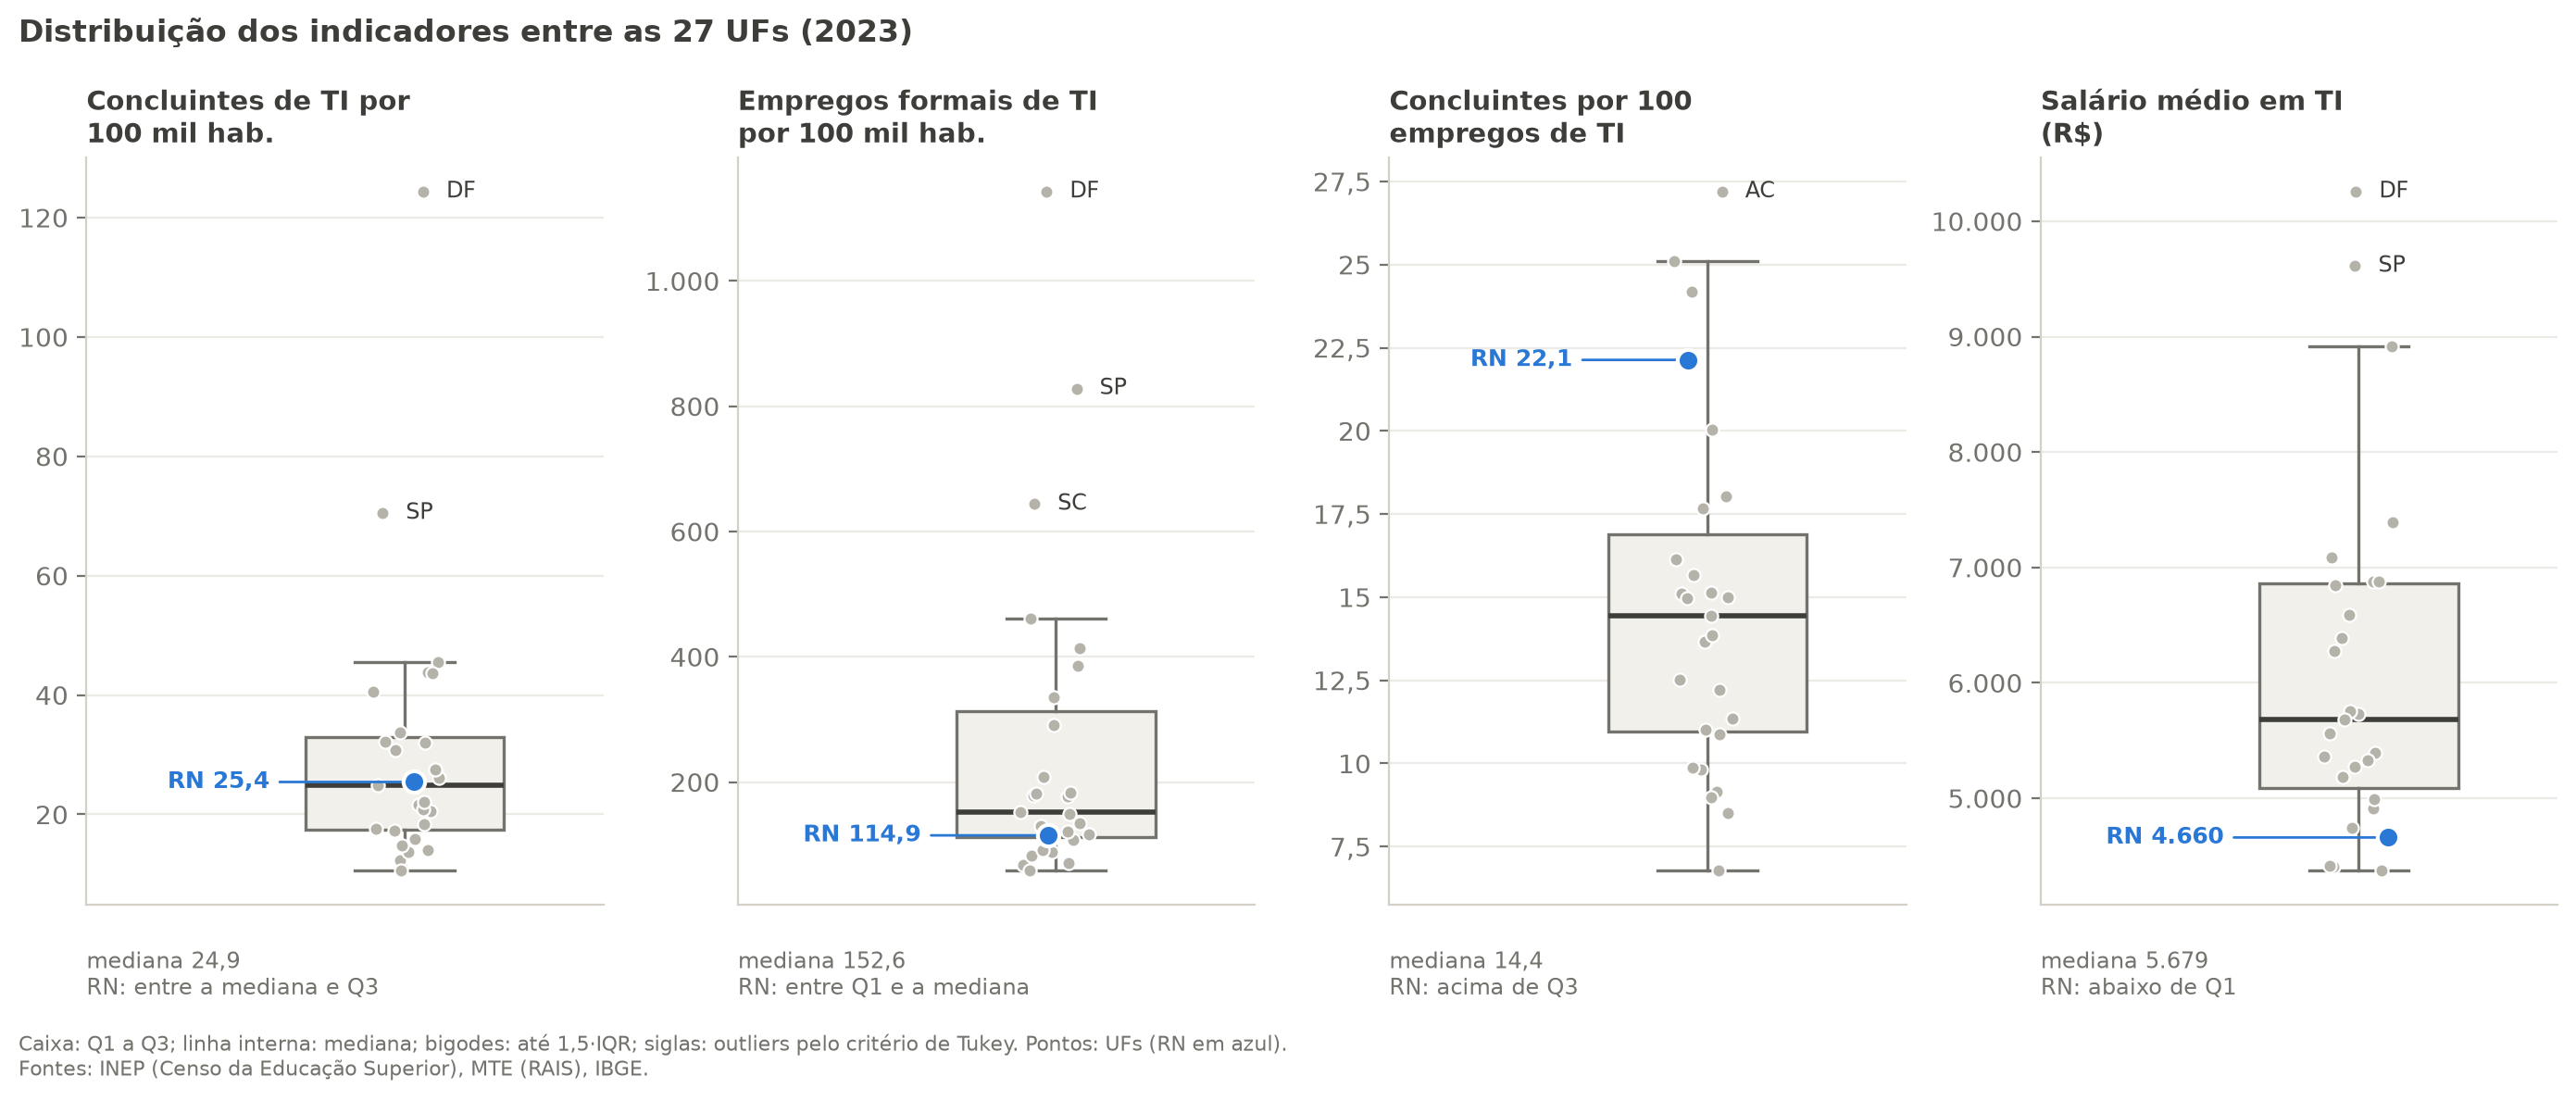 Distribuição dos indicadores entre as 27 UFs (2023)
Concluintes de TI por
100 mil hab.
120
100
80
60
40
20
DF
SP
RN 25,4
mediana 24,9
RN: entre a mediana e Q3
Empregos formais de TI
por 100 mil hab.
1.000
800
600
400
200
DF
SP
SC
RN 114,9
mediana 152,6
RN: entre Q1 e a mediana
Concluintes por 100
empregos de TI
27,5
25
22,5
20
17,5
15
12,5
10
7,5
AC
RN 22,1
mediana 14,4
RN: acima de Q3
Salário médio em TI
(R$)
10.000
9.000
8.000
7.000
6.000
5.000
DF
SP
RN 4.660
mediana 5.679
RN: abaixo de Q1
Caixa: Q1 a Q3; linha interna: mediana; bigodes: até 1,5·IQR; siglas: outliers pelo critério de Tukey. Pontos: UFs (RN em azul).
Fontes: INEP (Censo da Educação Superior), MTE (RAIS), IBGE.